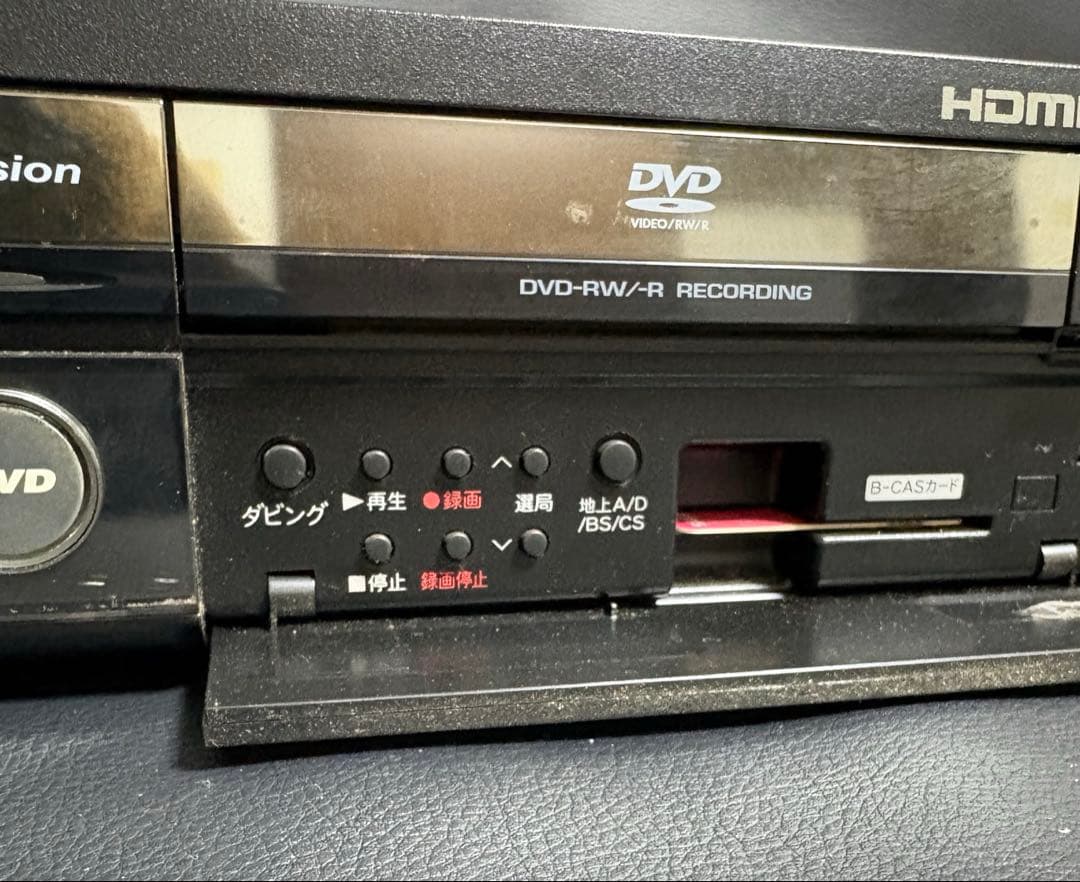 HDMI
sion
DVD
VIDEO/RW/R
DVD-RW/-R RECORDING
VD
ダビング
▶再生
●録画
選局
地上A/D
/BS/CS
■停止
録画停止
B-CASカード